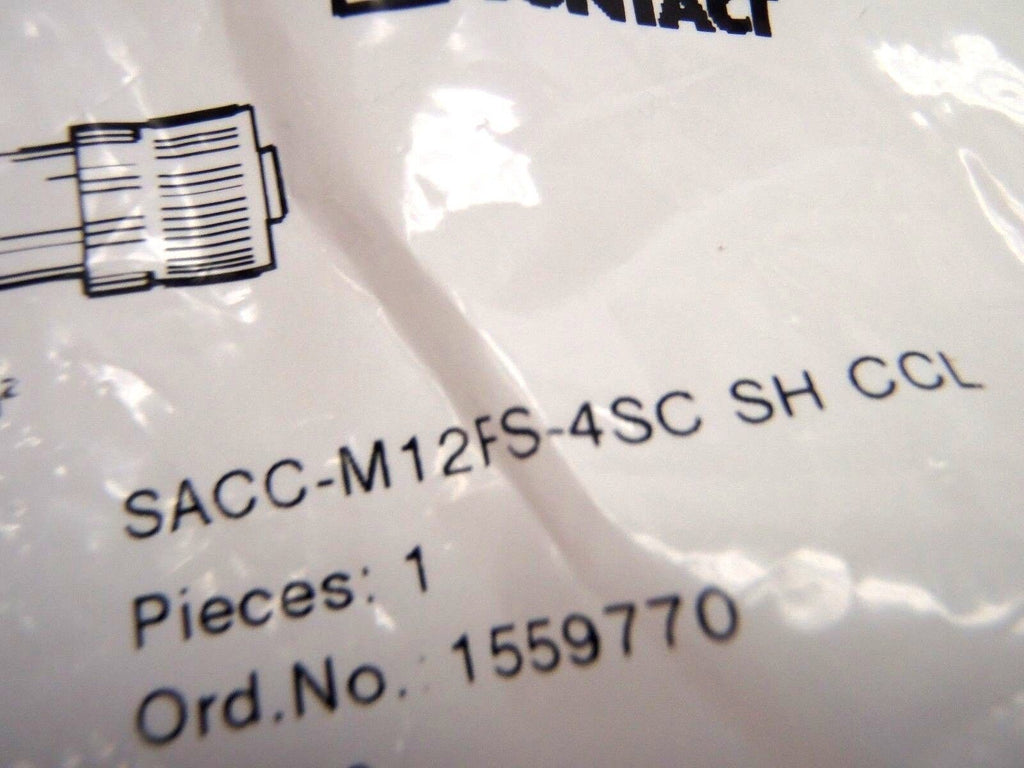 SACC-M12FS-4SC SH CCL
Pieces: 1
Ord.No.: 1559770